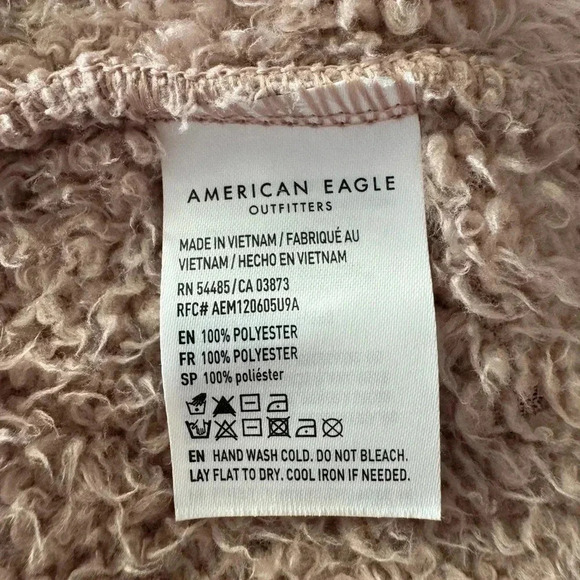 AMERICAN EAGLE
OUTFITTERS
MADE IN VIETNAM / FABRIQUÉ AU
VIETNAM / HECHO EN VIETNAM
RN 54485/CA 03873
RFC# AEM120605U9A
EN 100% POLYESTER
FR 100% POLYESTER
SP 100% poliéster
EN HAND WASH COLD. DO NOT BLEACH.
LAY FLAT TO DRY. COOL IRON IF NEEDED.